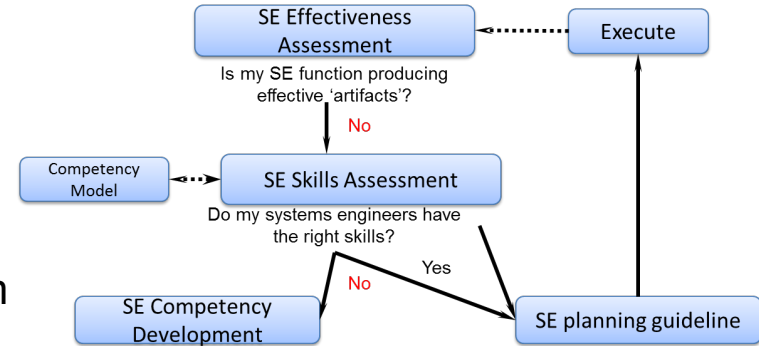 SE Effectiveness
Assessment
Execute
Is my SE function producing
effective ‘artifacts’?
No
Competency
Model
SE Skills Assessment
Do my systems engineers have
the right skills?
Yes
No
n
SE Competency
Development
SE planning guideline